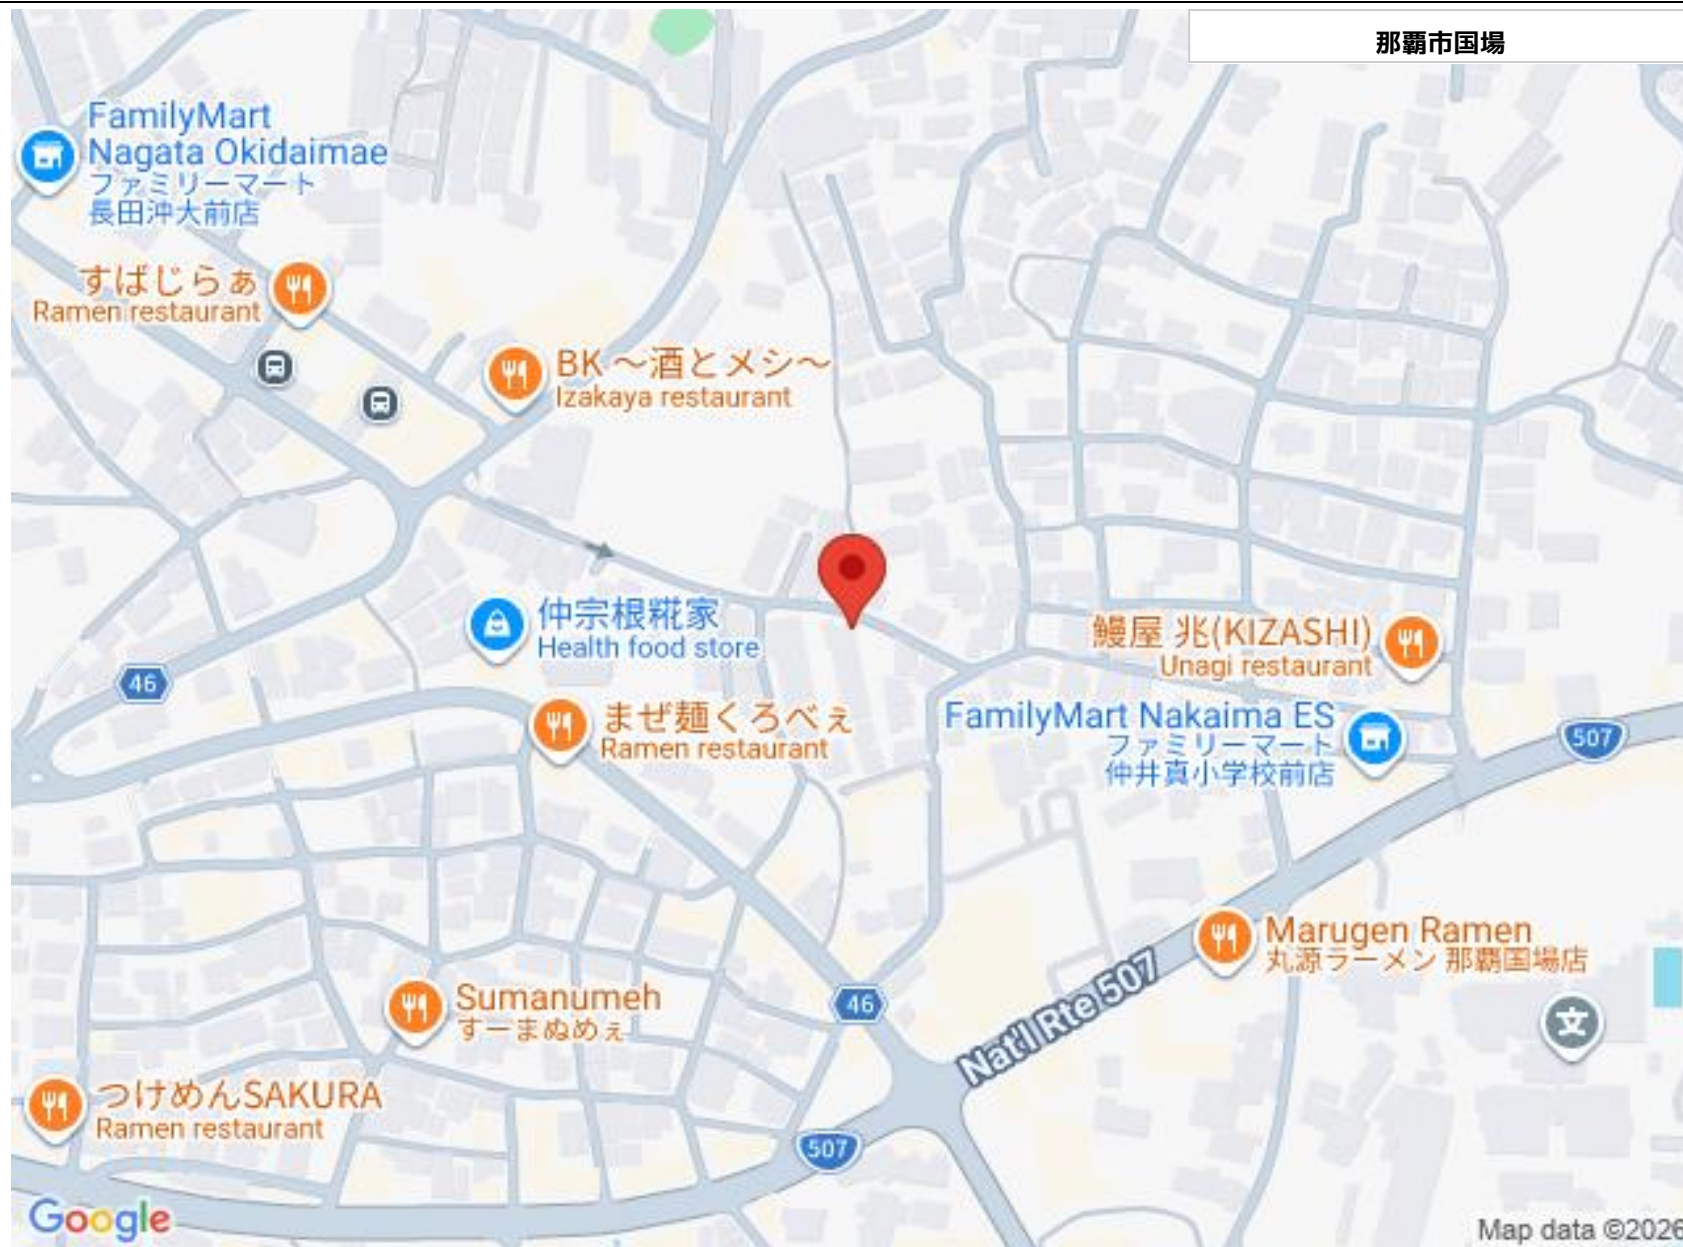 那覇市国場
FamilyMart
Nagata Okidaimae
ファミリーマート
長田沖大前店
すばじらぁ
Ramen restaurant
BK ～酒とメシ～
Izakaya restaurant
仲宗根糀家
Health food store
鰻屋 兆(KIZASHI)
Unagi restaurant
46
まぜ麺くろべぇ
Ramen restaurant
FamilyMart Nakaima ES
ファミリーマート
仲井真小学校前店
507
Marugen Ramen
丸源ラーメン 那覇国場店
Sumanumeh
すーまぬめぇ
46
Nat'l Rte 507
文
つけめんSAKURA
Ramen restaurant
507
Google
Map data ©2026